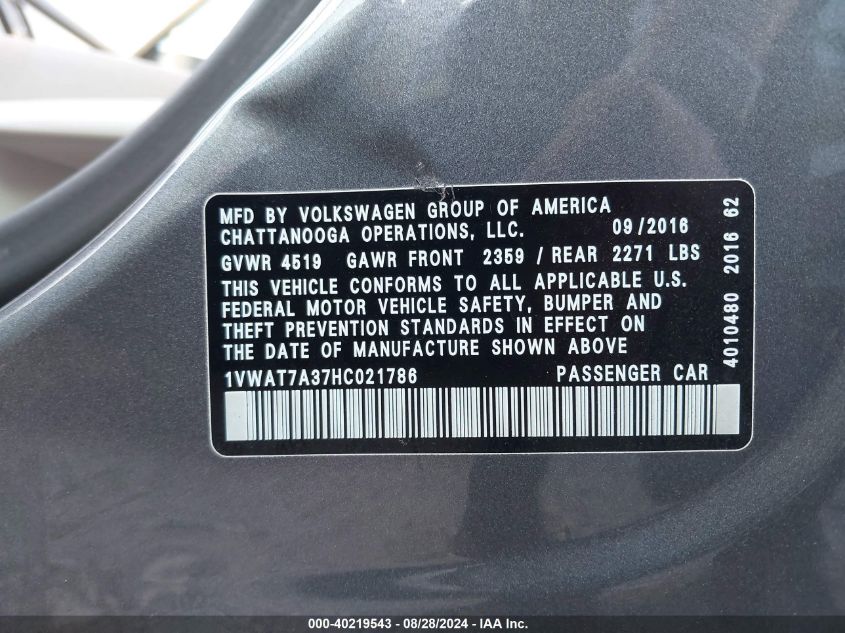 MFD BY VOLKSWAGEN GROUP OF AMERICA
CHATTANOOGA OPERATIONS, LLC. 09/2016
GVWR 4519 GAWR FRONT 2359 / REAR 2271 LBS
THIS VEHICLE CONFORMS TO ALL APPLICABLE U.S.
FEDERAL MOTOR VEHICLE SAFETY, BUMPER AND
THEFT PREVENTION STANDARDS IN EFFECT ON
THE DATE OF MANUFACTURE SHOWN ABOVE
1VWAT7A37HC021786 PASSENGER CAR
4010480 2016 62
000-40219543 - 08/28/2024 - IAA Inc.